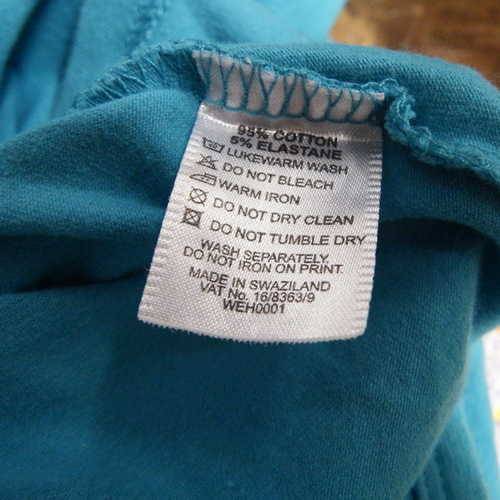 95% COTTON
5% ELASTANE
LUKEWARM WASH
DO NOT BLEACH
WARM IRON
DO NOT DRY CLEAN
DO NOT TUMBLE DRY
WASH SEPARATELY.
DO NOT IRON ON PRINT.
MADE IN SWAZILAND
VAT No. 16/8363/9
WEH0001